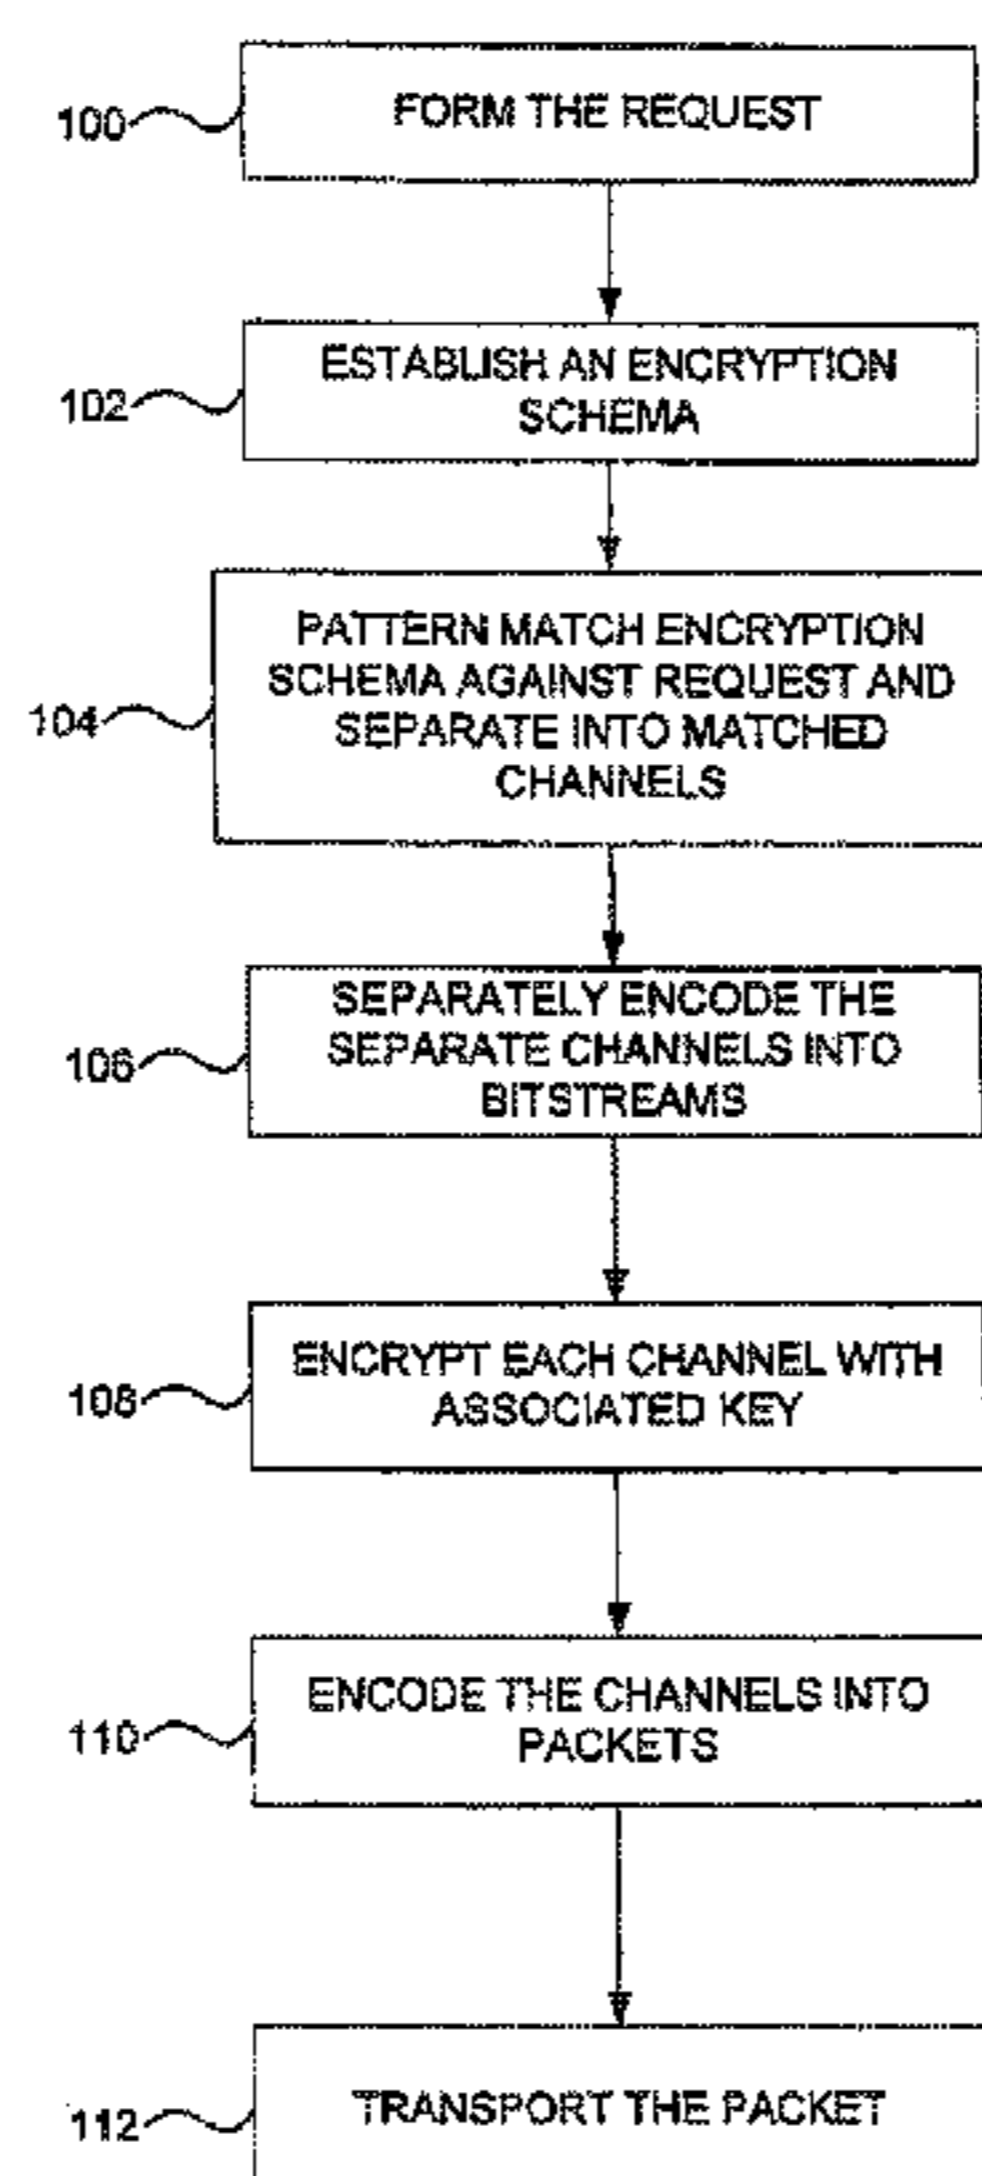 100
FORM THE REQUEST
102
ESTABLISH AN ENCRYPTION
SCHEMA
104
PATTERN MATCH ENCRYPTION
SCHEMA AGAINST REQUEST AND
SEPARATE INTO MATCHED
CHANNELS
106
SEPARATELY ENCODE THE
SEPARATE CHANNELS INTO
BITSTREAMS
108
ENCRYPT EACH CHANNEL WITH
ASSOCIATED KEY
110
ENCODE THE CHANNELS INTO
PACKETS
112
TRANSPORT THE PACKET